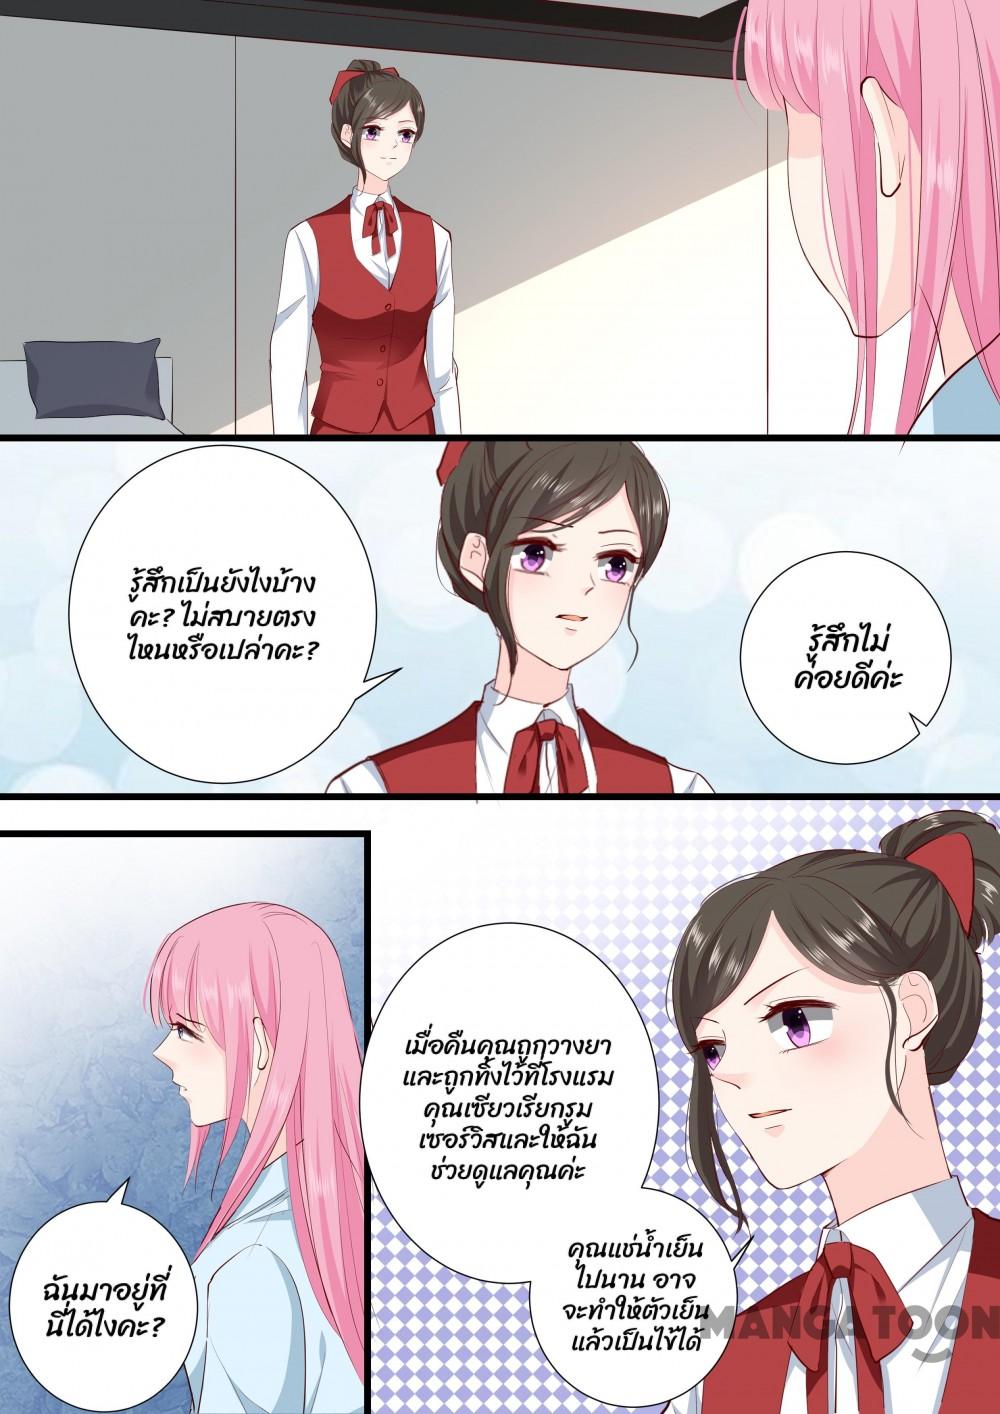 รู้สึกเป็นยังไงบ้าง
คะ? ไม่สบายตรง
ไหนหรือเปล่าคะ?
รู้สึกไม่
ค่อยดีค่ะ
ฉันมาอยู่ที่
นี่ได้ไงคะ?
เมื่อคืนคุณถูกวางยา
และถูกทิ้งไว้ที่โรงแรม
คุณเซียวเรียกรูม
เซอร์วิสและให้ฉัน
ช่วยดูแลคุณค่ะ
คุณแช่น้ำเย็น
ไปนาน อาจ
จะทำให้ตัวเย็น
แล้วเป็นไข้ได้
MANGATOON